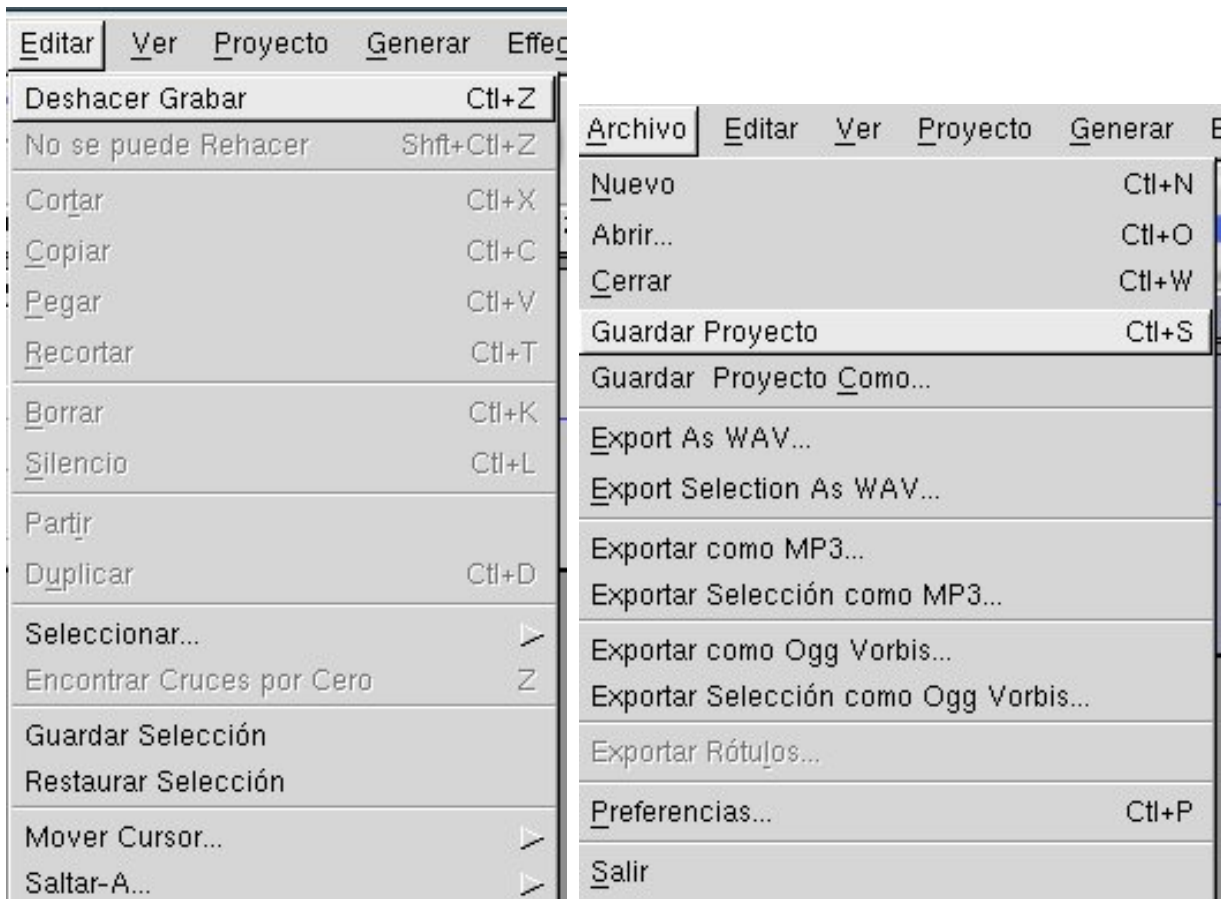 Editar Ver Proyecto Generar Effec
Deshacer Grabar Ctl+Z
No se puede Rehacer Shft+Ctl+Z
Cortar Ctl+X
Copiar Ctl+C
Pegar Ctl+V
Recortar Ctl+T
Borrar Ctl+K
Silencio Ctl+L
Partir
Duplicar Ctl+D
Seleccionar...
Encontrar Cruces por Cero Z
Guardar Selección
Restaurar Selección
Mover Cursor...
Saltar-A...
Archivo Editar Ver Proyecto Generar E
Nuevo Ctl+N
Abrir... Ctl+O
Cerrar Ctl+W
Guardar Proyecto Ctl+S
Guardar Proyecto Como...
Export As WAV...
Export Selection As WAV...
Exportar como MP3...
Exportar Selección como MP3...
Exportar como Ogg Vorbis...
Exportar Selección como Ogg Vorbis...
Exportar Rótulos...
Preferencias... Ctl+P
Salir